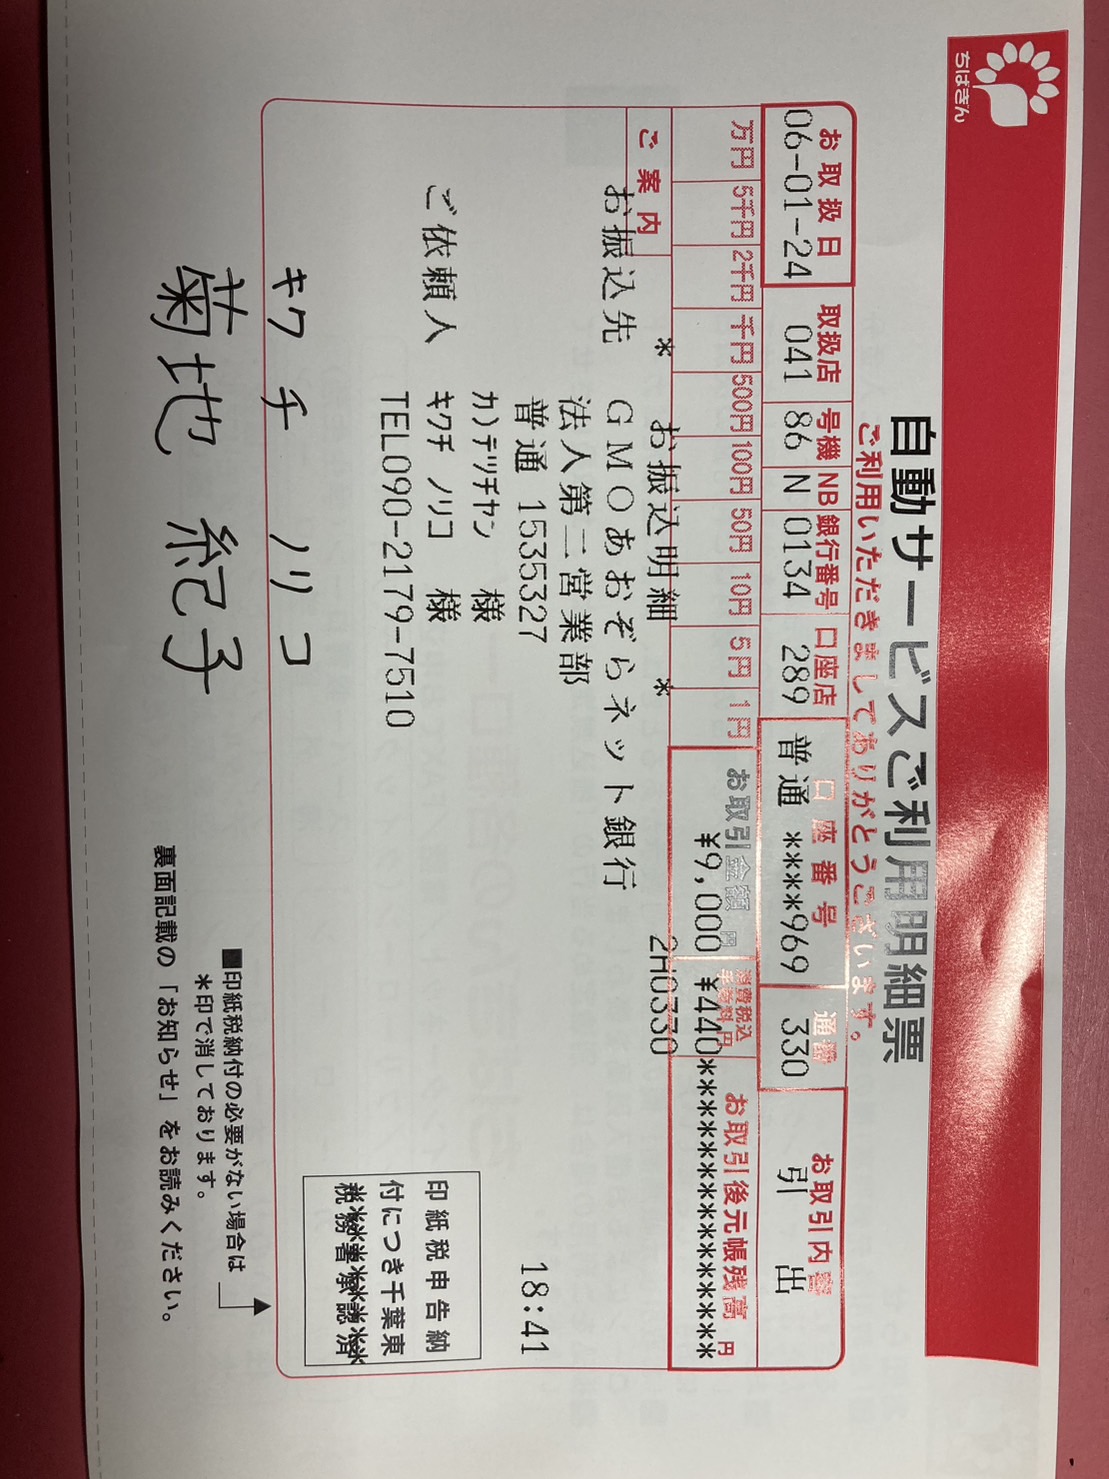 ちばぎん
自動サービスご利用明細票
ご利用いただきましてありがとうございます。
お取扱日 取扱店 号機 NB 銀行番号 口座店 口座番号 通番 お取引内容
06-01-24 041 86 N 0134 289 普通 ****969 330 引出
万円 5千円 2千円 千円 500円 100円 50円 10円 5円 1円 お取引金額 円 消費税込手数料 円 お取引後元帳残高 円
¥9,000 ¥440****************
ご案内
* お振込明細 * 2H0330
お振込先 GMOあおぞらネット銀行
法人第二営業部
普通 1535327 18:41
カ)テツチヤン 様
ご依頼人 キクチ ノリコ 様
TEL090-2179-7510
印紙税申告納
付につき千葉東
税務署承認済
キクチ ノリコ
菊地 紀子
■印紙税納付の必要がない場合は
*印で消しております。
裏面記載の「お知らせ」をお読みください。